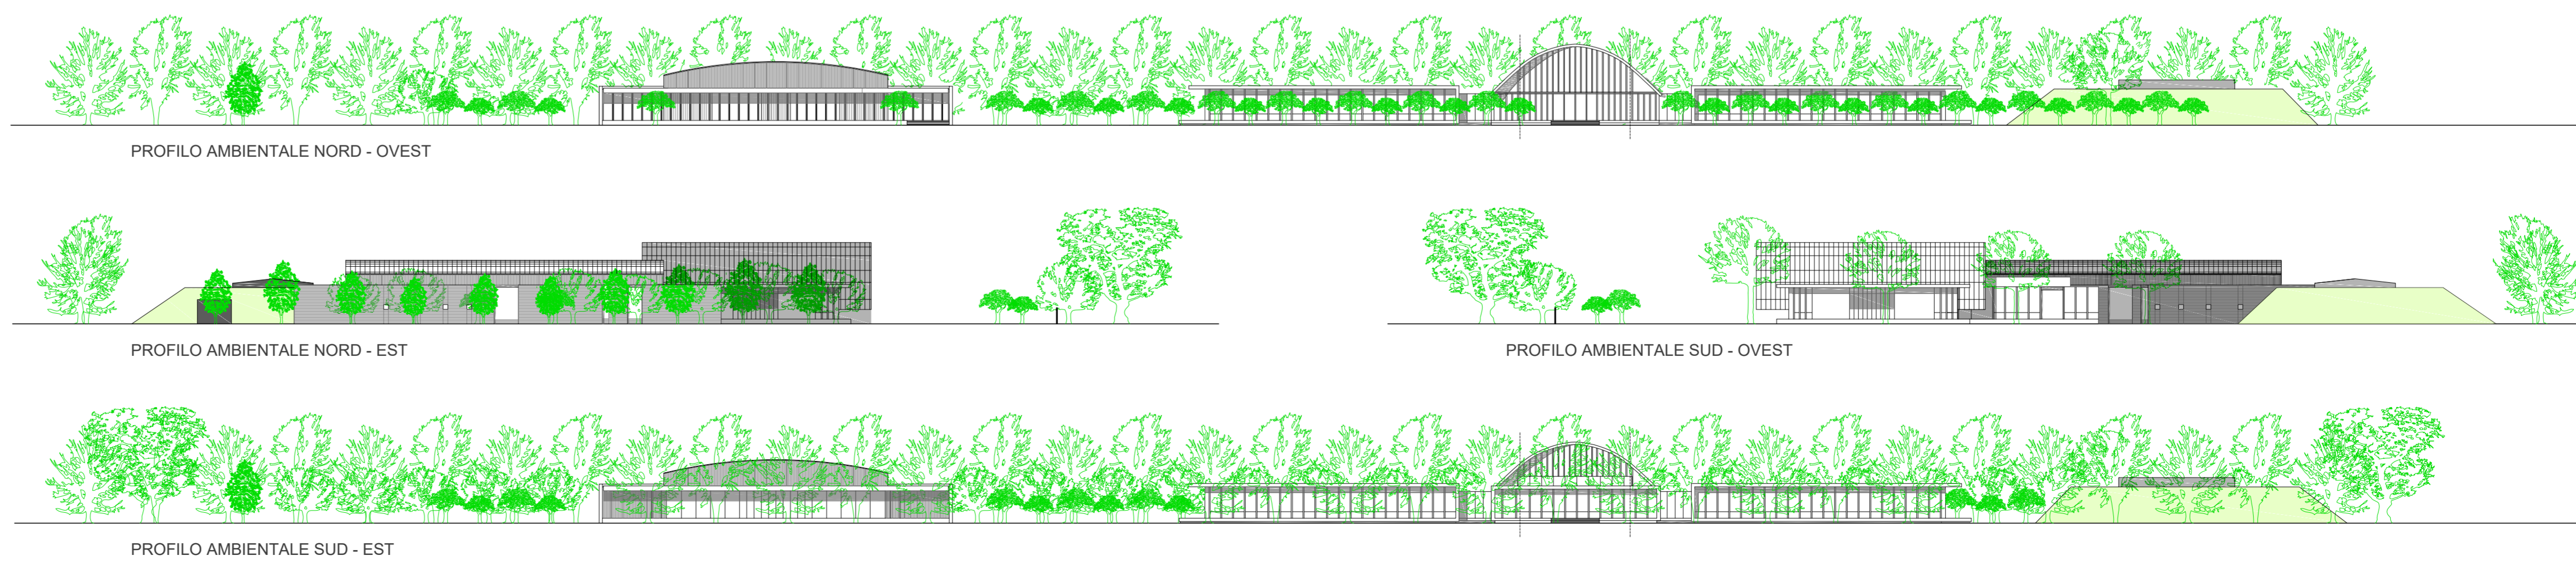 PROFILO AMBIENTALE NORD - OVEST
PROFILO AMBIENTALE NORD - EST
PROFILO AMBIENTALE SUD - OVEST
PROFILO AMBIENTALE SUD - EST